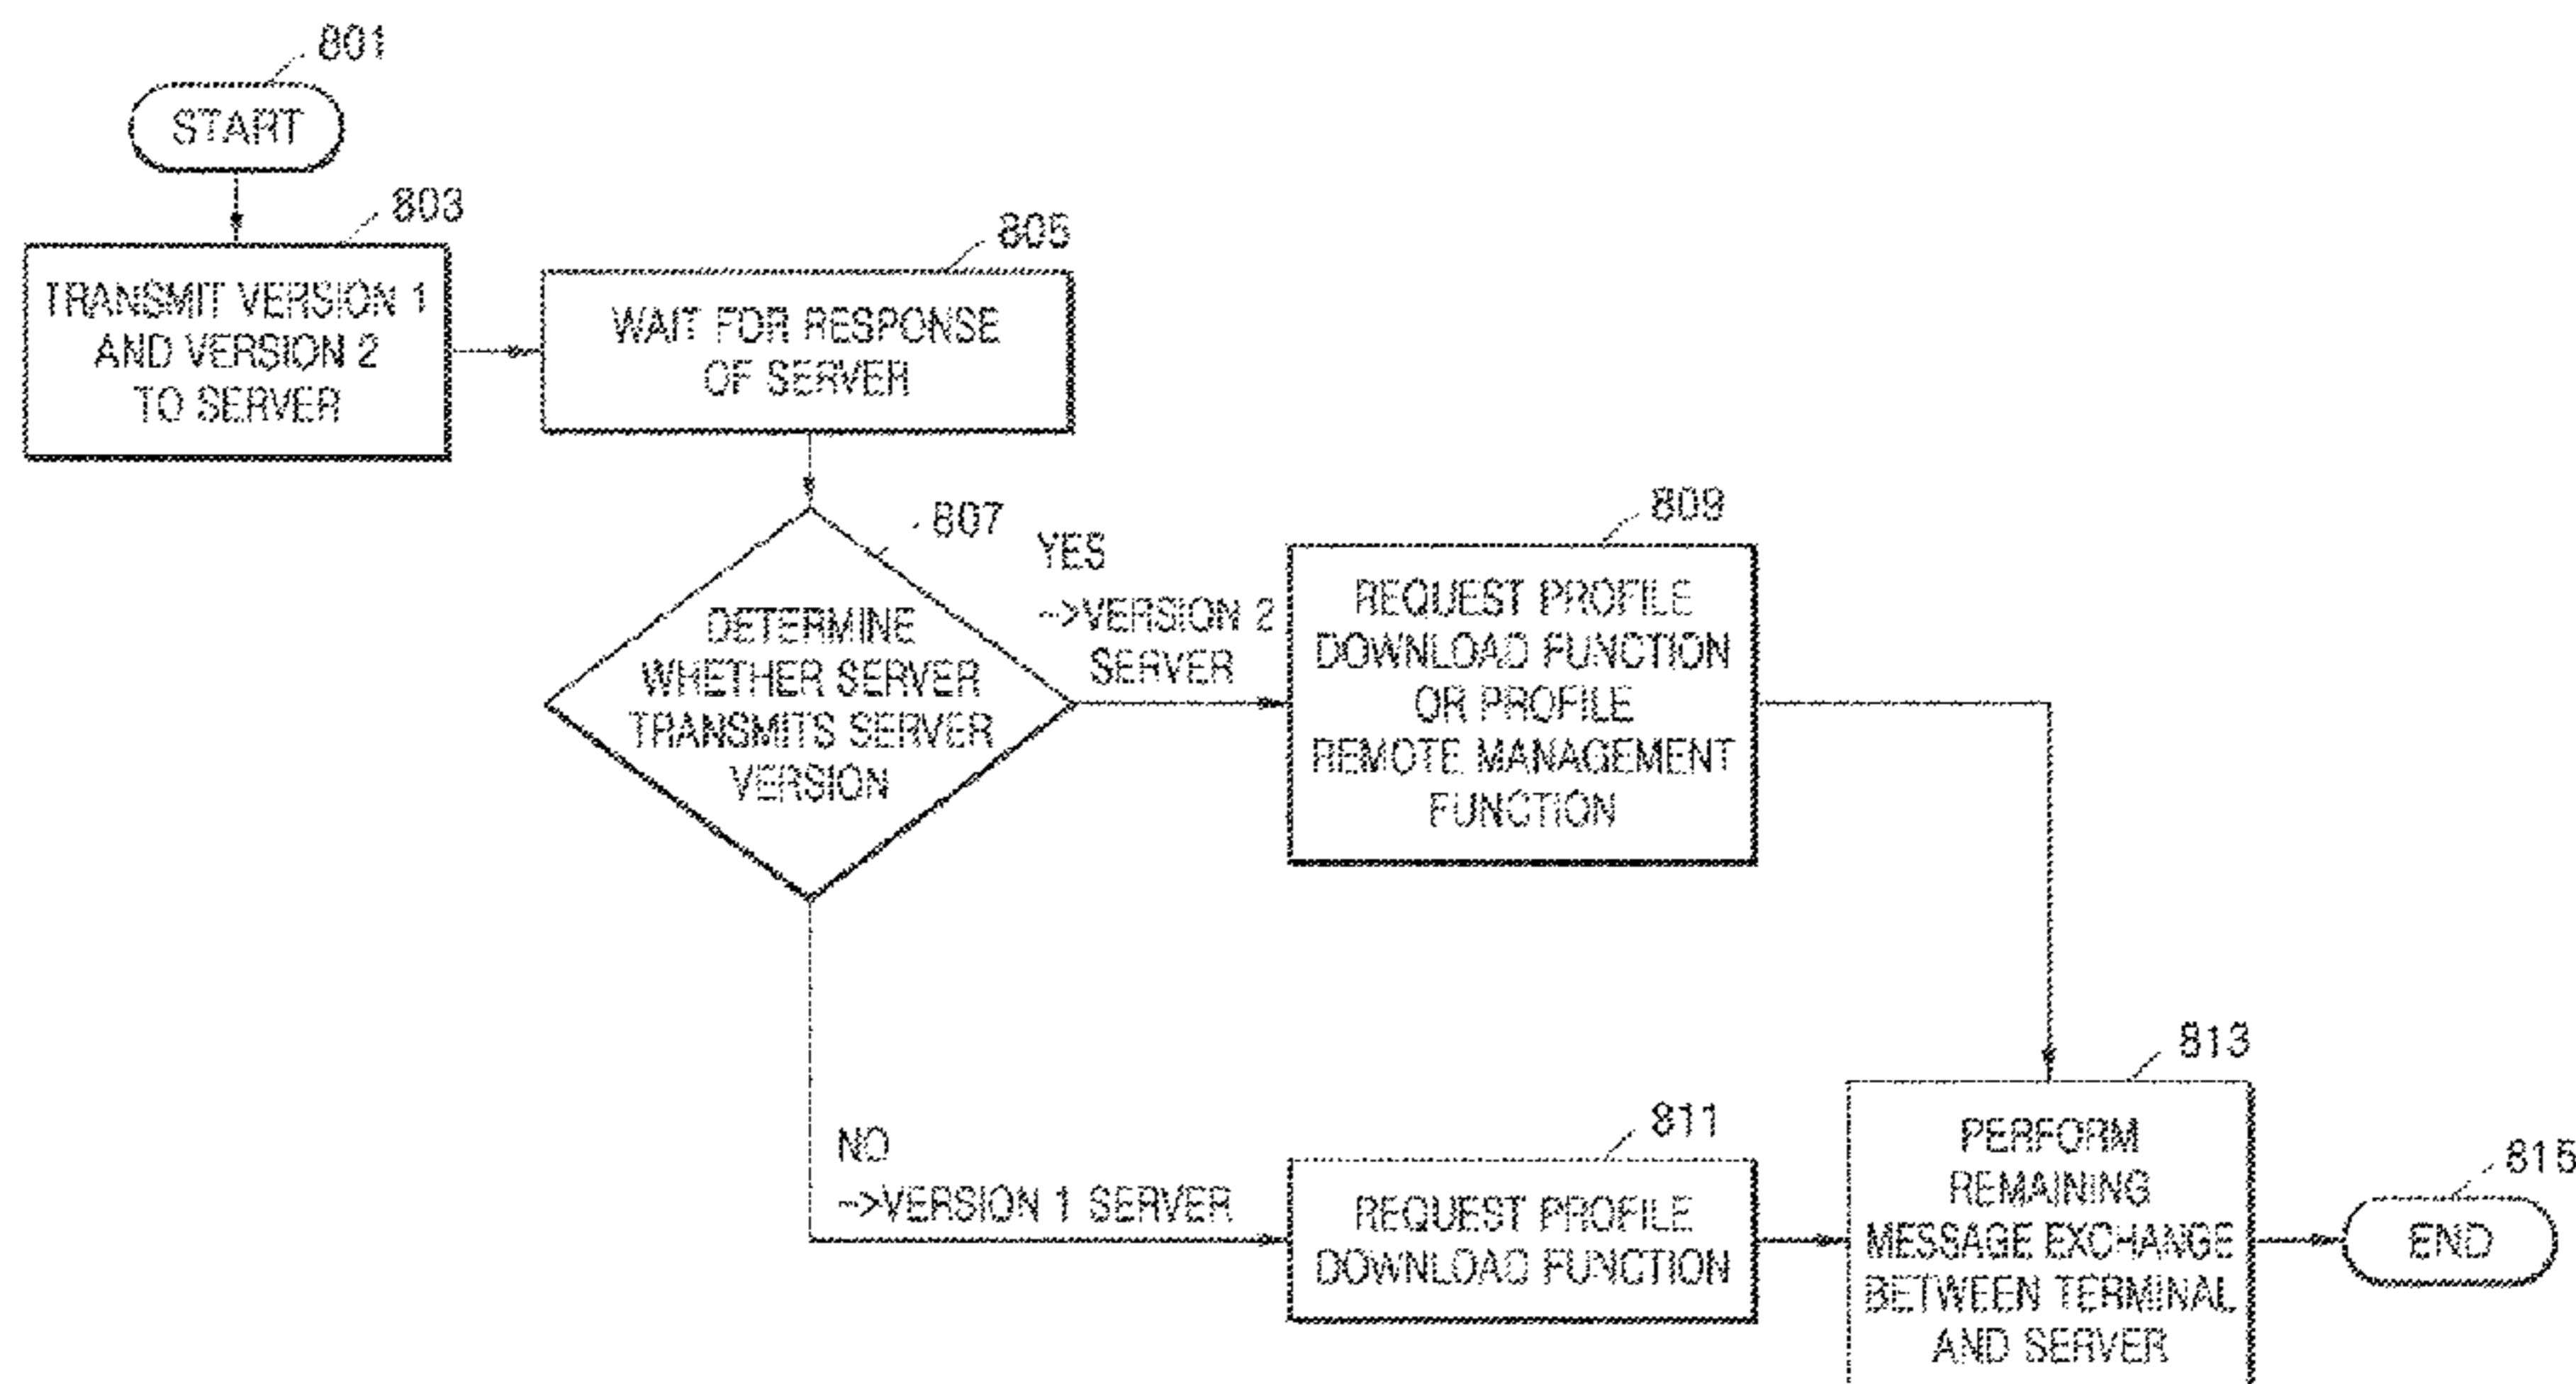 801
START
803
TRANSMIT VERSION 1
AND VERSION 2
TO SERVER
805
WAIT FOR RESPONSE
OF SERVER
807
DETERMINE
WHETHER SERVER
TRANSMITS SERVER
VERSION
YES
-->VERSION 2
SERVER
809
REQUEST PROFILE
DOWNLOAD FUNCTION
OR PROFILE
REMOTE MANAGEMENT
FUNCTION
NO
-->VERSION 1 SERVER
811
REQUEST PROFILE
DOWNLOAD FUNCTION
813
PERFORM
REMAINING
MESSAGE EXCHANGE
BETWEEN TERMINAL
AND SERVER
815
END